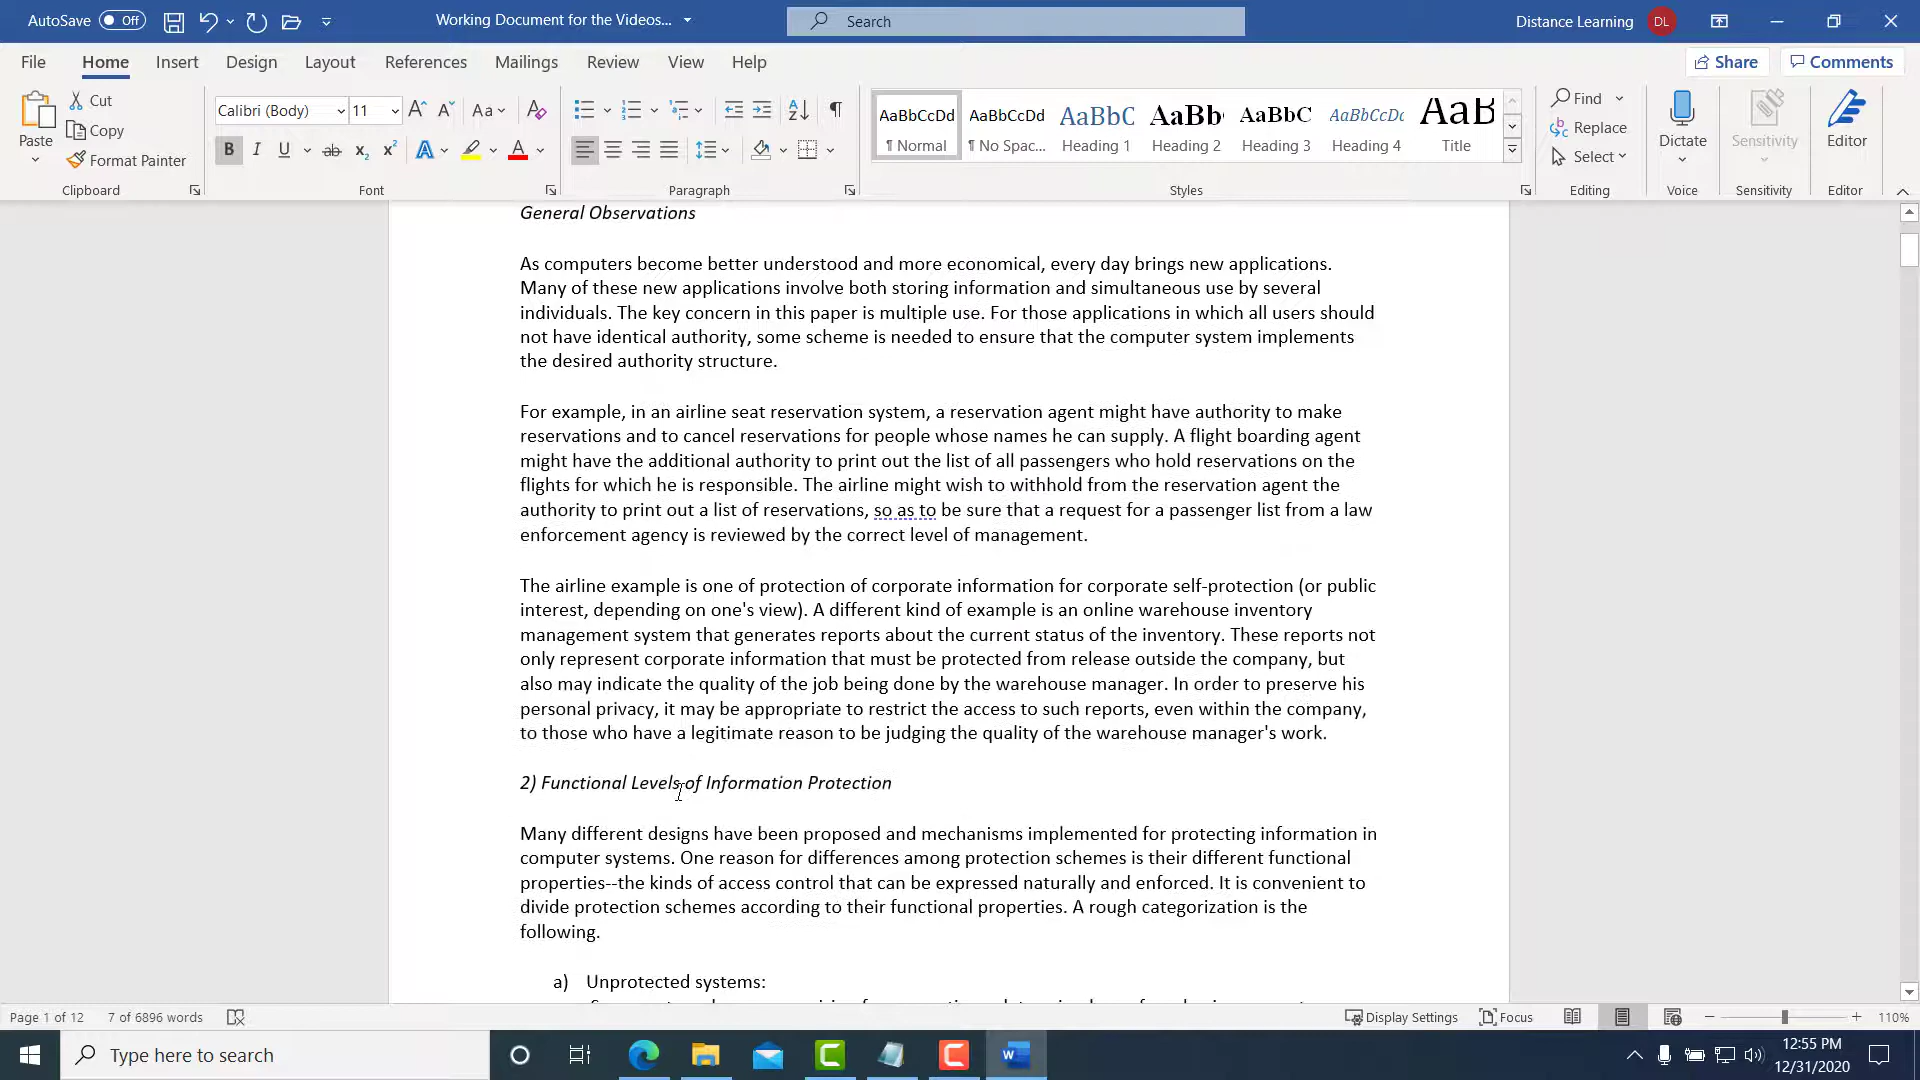 AutoSave Off
Working Document for the Videos...
Search
Distance Learning DL
File Home Insert Design Layout References Mailings Review View Help
Share Comments
Paste
Cut
Copy
Format Painter
Clipboard
Calibri (Body) 11
Font
Paragraph
AaBbCcDd AaBbCcDd AaBbC AaBb AaBbC AaBbCcDc AaB
¶ Normal ¶ No Spac... Heading 1 Heading 2 Heading 3 Heading 4 Title
Styles
Find
Replace
Select
Editing
Dictate
Voice
Sensitivity
Sensitivity
Editor
Editor
General Observations
As computers become better understood and more economical, every day brings new applications.
Many of these new applications involve both storing information and simultaneous use by several
individuals. The key concern in this paper is multiple use. For those applications in which all users should
not have identical authority, some scheme is needed to ensure that the computer system implements
the desired authority structure.
For example, in an airline seat reservation system, a reservation agent might have authority to make
reservations and to cancel reservations for people whose names he can supply. A flight boarding agent
might have the additional authority to print out the list of all passengers who hold reservations on the
flights for which he is responsible. The airline might wish to withhold from the reservation agent the
authority to print out a list of reservations, so as to be sure that a request for a passenger list from a law
enforcement agency is reviewed by the correct level of management.
The airline example is one of protection of corporate information for corporate self-protection (or public
interest, depending on one's view). A different kind of example is an online warehouse inventory
management system that generates reports about the current status of the inventory. These reports not
only represent corporate information that must be protected from release outside the company, but
also may indicate the quality of the job being done by the warehouse manager. In order to preserve his
personal privacy, it may be appropriate to restrict the access to such reports, even within the company,
to those who have a legitimate reason to be judging the quality of the warehouse manager's work.
2) Functional Levels of Information Protection
Many different designs have been proposed and mechanisms implemented for protecting information in
computer systems. One reason for differences among protection schemes is their different functional
properties--the kinds of access control that can be expressed naturally and enforced. It is convenient to
divide protection schemes according to their functional properties. A rough categorization is the
following.
a) Unprotected systems:
Page 1 of 12 7 of 6896 words
Display Settings Focus 110%
Type here to search
12:55 PM
12/31/2020